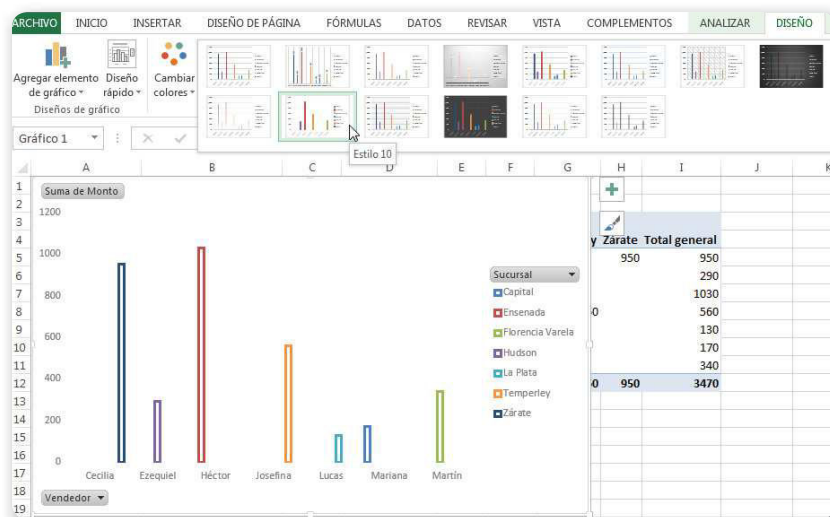 ARCHIVO INICIO INSERTAR DISEÑO DE PÁGINA FÓRMULAS DATOS REVISAR VISTA COMPLEMENTOS ANALIZAR DISEÑO
Agregar elemento de gráfico
Diseño rápido
Cambiar colores
Diseños de gráfico
Gráfico 1
Estilo 10
A B C D E F G H I J K
1 Suma de Monto
2 1200
3
4 y Zárate Total general
5 1000 950 950
6 290
7 800 1030
8 0 560
9 600 130
10 170
11 400 340
12 0 950 3470
13
14 200
15
16 0
17 Cecilia Ezequiel Héctor Josefina Lucas Mariana Martín
18 Vendedor
19
Sucursal
Capital
Ensenada
Florencia Varela
Hudson
La Plata
Temperley
Zárate